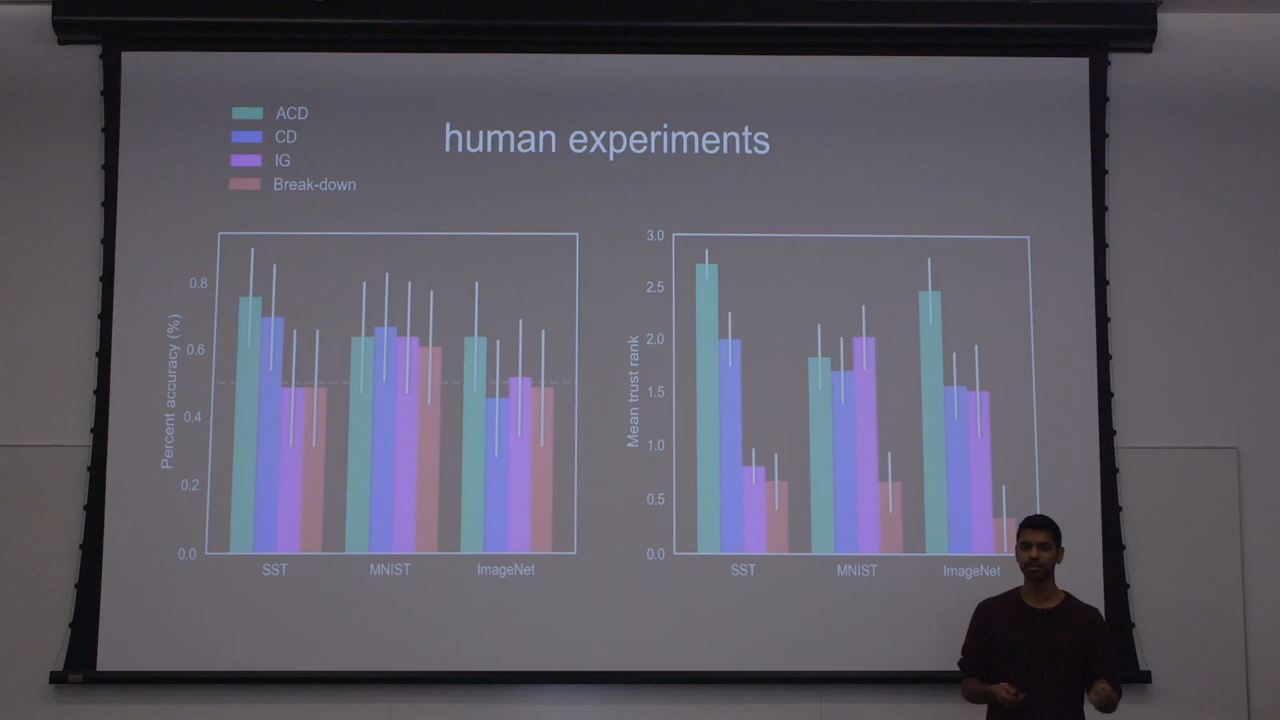 ACD
CD
IG
Break-down
human experiments
Percent accuracy (%)
0.8
0.6
0.4
0.2
0.0
SST
MNIST
ImageNet
Mean trust rank
3.0
2.5
2.0
1.5
1.0
0.5
0.0
SST
MNIST
ImageNet